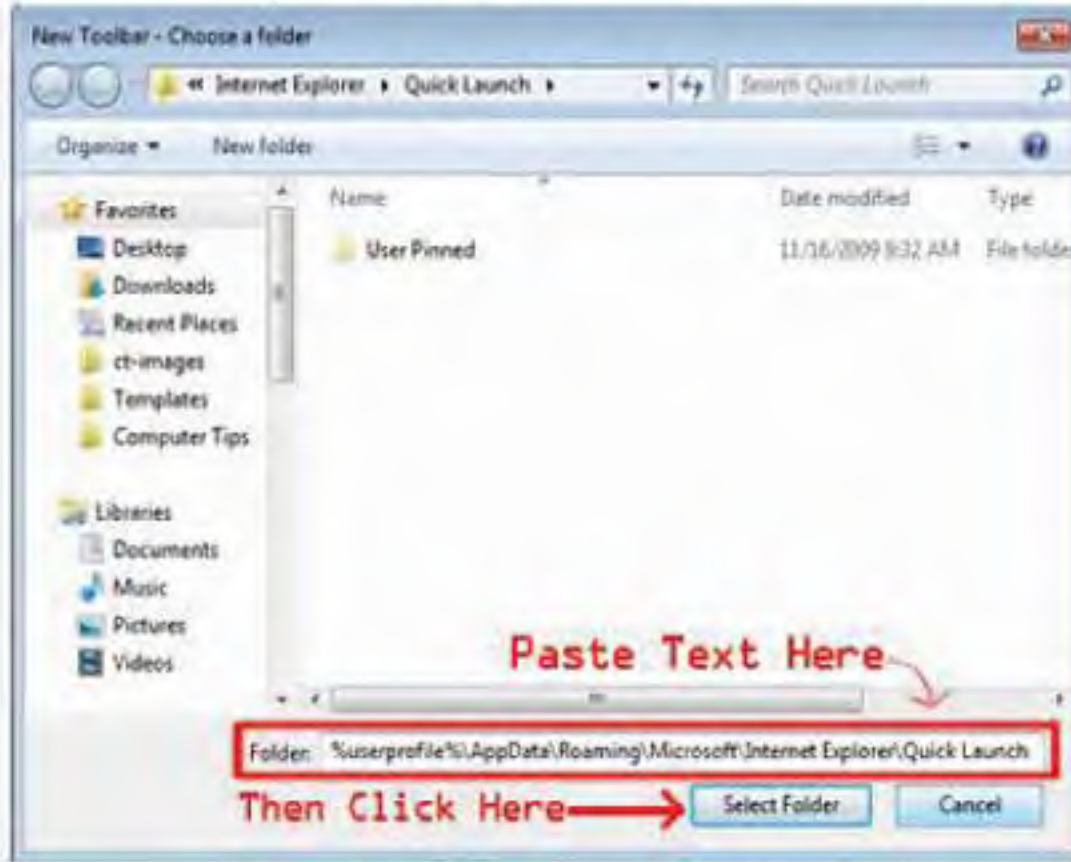 New Toolbar - Choose a folder
« Internet Explorer ▸ Quick Launch ▸
Search Quick Launch
Organize
New folder
Name
Date modified
Type
Favorites
Desktop
Downloads
Recent Places
ct-images
Templates
Computer Tips
User Pinned
11/16/2009 9:32 AM
File folde
Libraries
Documents
Music
Pictures
Videos
Paste Text Here
Folder: %userprofile%\AppData\Roaming\Microsoft\Internet Explorer\Quick Launch
Then Click Here
Select Folder
Cancel